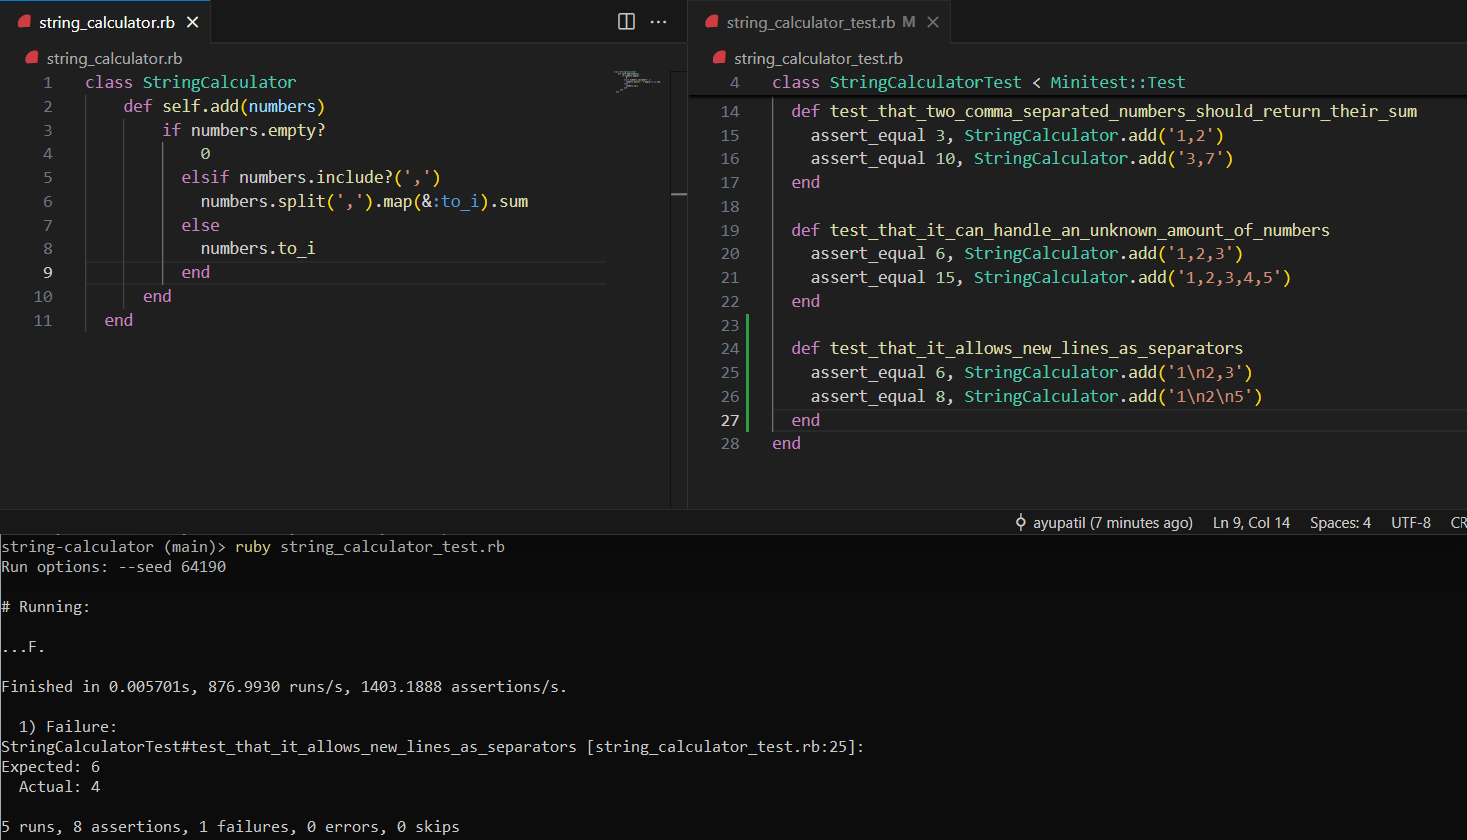 string_calculator.rb
string_calculator.rb
1 class StringCalculator
2 def self.add(numbers)
3 if numbers.empty?
4 0
5 elsif numbers.include?(',')
6 numbers.split(',').map(&:to_i).sum
7 else
8 numbers.to_i
9 end
10 end
11 end
string_calculator_test.rb M
string_calculator_test.rb
4 class StringCalculatorTest < Minitest::Test
14 def test_that_two_comma_separated_numbers_should_return_their_sum
15 assert_equal 3, StringCalculator.add('1,2')
16 assert_equal 10, StringCalculator.add('3,7')
17 end
18
19 def test_that_it_can_handle_an_unknown_amount_of_numbers
20 assert_equal 6, StringCalculator.add('1,2,3')
21 assert_equal 15, StringCalculator.add('1,2,3,4,5')
22 end
23
24 def test_that_it_allows_new_lines_as_separators
25 assert_equal 6, StringCalculator.add('1\n2,3')
26 assert_equal 8, StringCalculator.add('1\n2\n5')
27 end
28 end
ayupatil (7 minutes ago) Ln 9, Col 14 Spaces: 4 UTF-8 CR
string-calculator (main)> ruby string_calculator_test.rb
Run options: --seed 64190
# Running:
...F.
Finished in 0.005701s, 876.9930 runs/s, 1403.1888 assertions/s.
1) Failure:
StringCalculatorTest#test_that_it_allows_new_lines_as_separators [string_calculator_test.rb:25]:
Expected: 6
Actual: 4
5 runs, 8 assertions, 1 failures, 0 errors, 0 skips